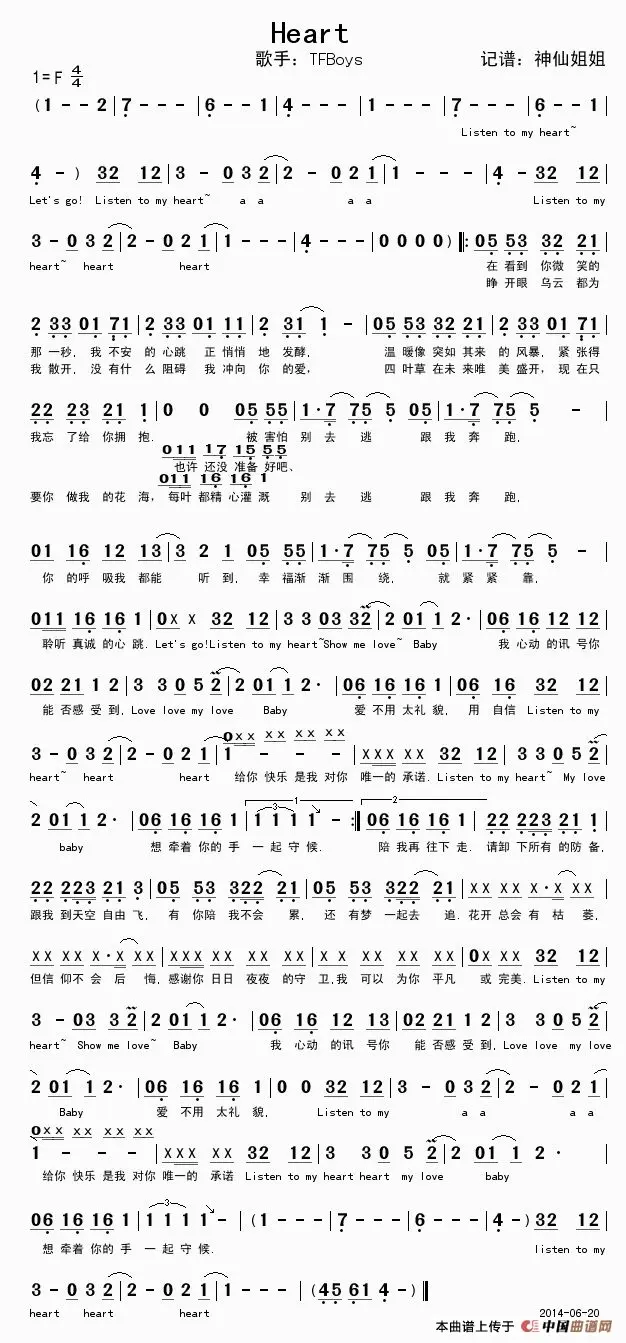 Heart
歌手：TFBoys 记谱：神仙姐姐
1=F 4/4
(1 - - 2|7 - - -|6 - - 1|4 - - -|1 - - -|7 - - -|6 - - 1|
Listen to my heart~
4 - ) 32 12|3 - 0 3 2|2 - 0 2 1|1 - - -|4 - 32 12|
Let's go! Listen to my heart~ a a a a Listen to my
3 - 0 3 2|2 - 0 2 1|1 - - -|4 - - -|0 0 0 0)‖: 05 53 32 21|
heart~ heart heart 在 看到 你微 笑的
睁 开眼 乌云 都为
2 33 01 71|2 33 01 11|2 31 1 -|05 53 32 21|2 33 01 71|
那 一秒, 我 不安 的 心跳 正 悄悄 地 发酵, 温 暖像 突如 其来 的 风暴, 紧 张得
我 散开, 没 有什 么 阻碍 我 冲向 你 的爱, 四 叶草 在未 来唯 美 盛开, 现 在只
22 23 21 1|0 0 05 55|1·7 75 5 05|1·7 75 5 -|
我忘 了给 你拥 抱. 被 害怕 别 去 逃 跟 我 奔 跑,
011 17 15 55
也许 还没 准备 好吧、
011 16 16 1
要你 做我 的花 海, 每叶 都精 心灌 溉 别 去 逃 跟 我 奔 跑,
01 16 12 13|3 2 1 05 55|1·7 75 5 05|1·7 75 5 -|
你 的呼 吸我 都能 听 到, 幸 福渐 渐 围 绕, 就 紧 紧 靠,
011 16 16 1|0X X 32 12|3 3 03 32|2 01 1 2·|06 16 16 1|
聆听 真诚 的心 跳. Let's go!Listen to my heart~Show me love~ Baby 我 心动 的讯 号你
02 21 1 2|3 3 0 5 2|2 01 1 2·|06 16 16 1|06 16 32 12|
能 否感 受 到, Love love my love Baby 爱 不用 太礼 貌, 用 自信 Listen to my
0XX XX XX XX
3 - 0 3 2|2 - 0 2 1|1 - - -|XXX XX 32 12|3 3 0 5 2|
heart~ heart heart 给你 快乐 是我 对你 唯一的 承诺. Listen to my heart~ My love
2 01 1 2·|06 16 16 1|1 1 1 1 - :‖06 16 16 1|22 223 21 1|
baby 想 牵着 你的 手 一 起 守 候. 陪 我再 往下 走. 请卸 下所有 的防 备,
22 223 21 3|05 53 322 21|05 53 322 21|XX XX X·X XX|
跟我 到天空 自由 飞, 有 你陪 我不会 累, 还 有梦 一起去 追. 花开 总会 有 枯 萎,
XX XX X·X XX|XXX XX XX XX|XX XX XX XX|0X XX 32 12|
但信 仰不 会 后 悔, 感谢你 日日 夜夜 的守 卫,我 可以 为你 平凡 或 完美. Listen to my
3 - 03 3 2|2 01 1 2·|06 16 12 13|02 21 1 2|3 3 0 5 2|
heart~ Show me love~ Baby 我 心动 的讯 号你 能 否感 受 到, Love love my love
2 01 1 2·|06 16 16 1|0 0 32 12|3 - 0 3 2|2 - 0 2 1|
Baby 爱 不用 太礼 貌, Listen to my a a a a
0XX XX XX XX
1 - - -|XXX XX 32 12|3 3 0 5 2|2 01 1 2·|
给你 快乐 是我 对你 唯一的 承诺 Listen to my heart heart my love baby
06 16 16 1|1 1 1 1 -|(1 - - -|7 - - -|6 - - -|4 -) 32 12|
想 牵着 你的 手 一 起 守 候. listen to my
3 - 0 3 2|2 - 0 2 1|1 - - -|(45 61 4 -)‖
heart heart heart 2014-06-20
本曲谱上传于 中国曲谱网